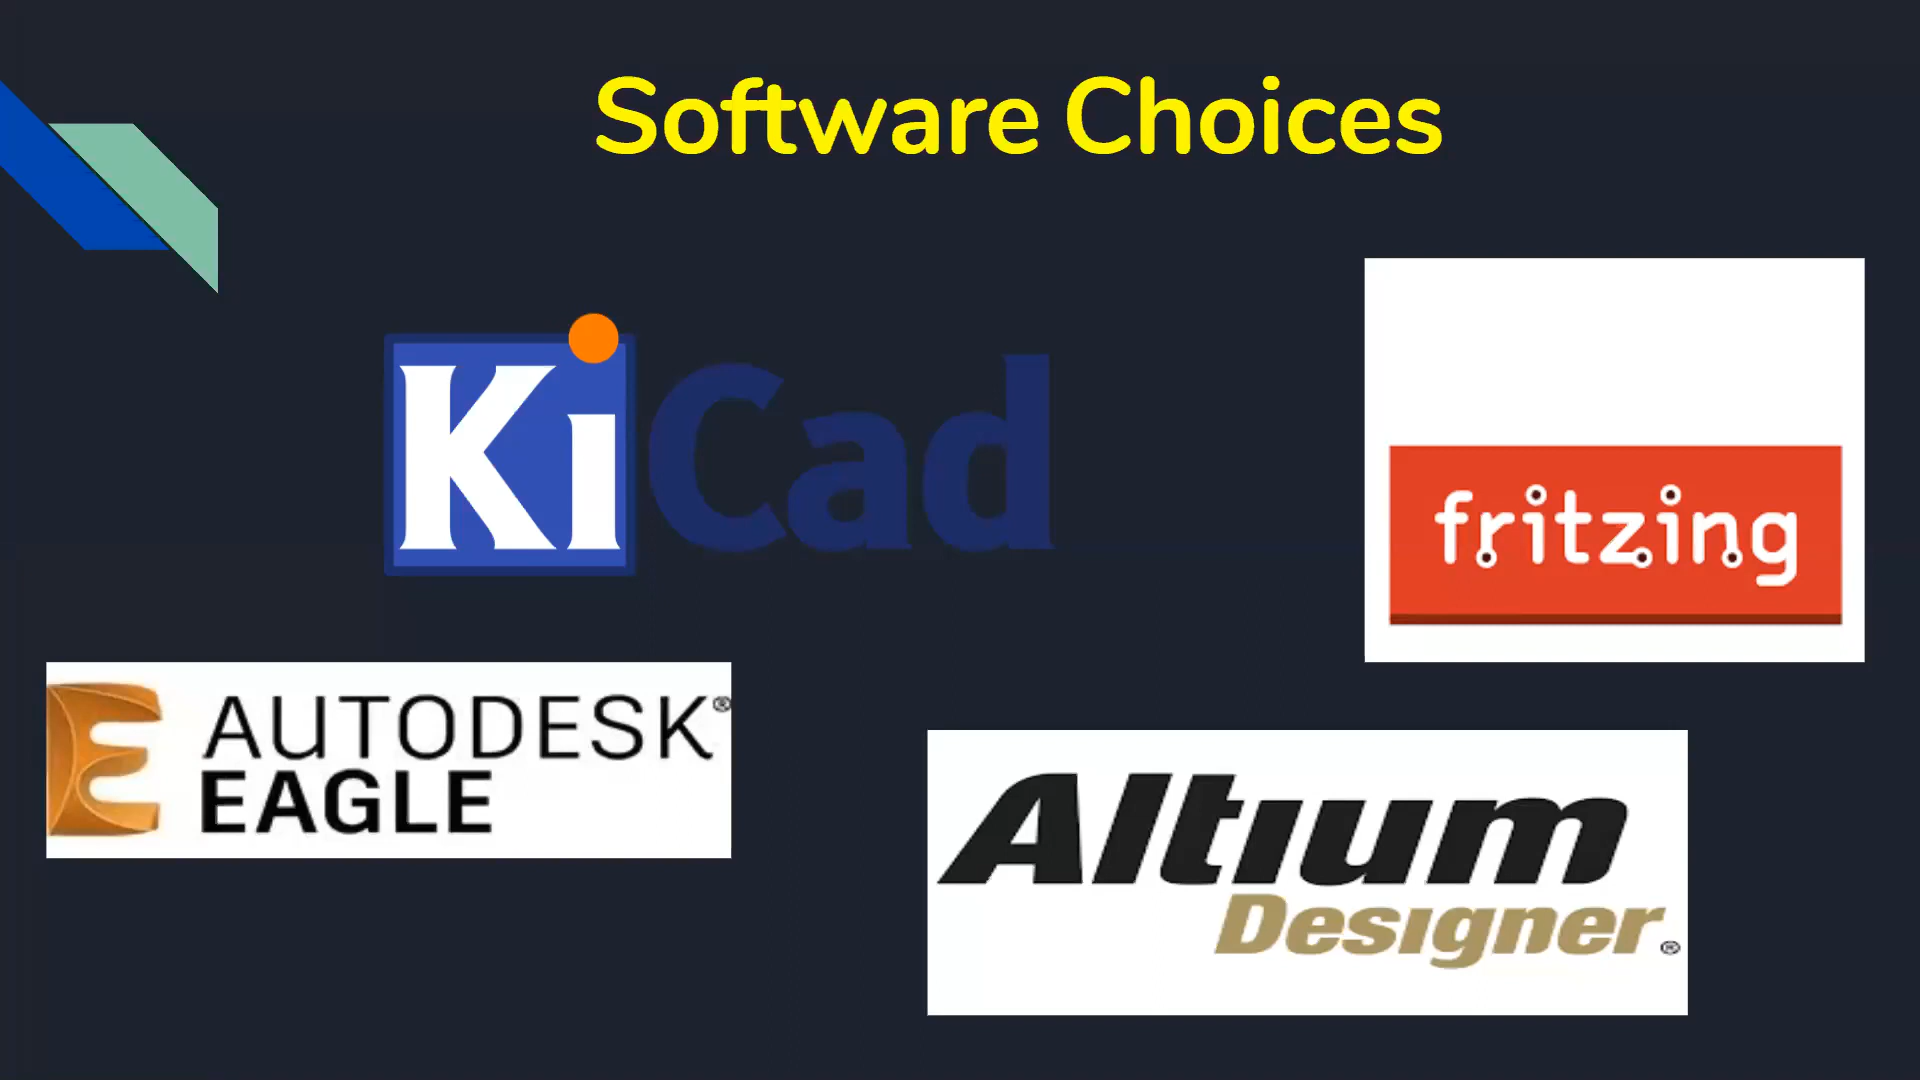 Software Choices
KiCad
fritzing
AUTODESK®
EAGLE
Altium
Designer®